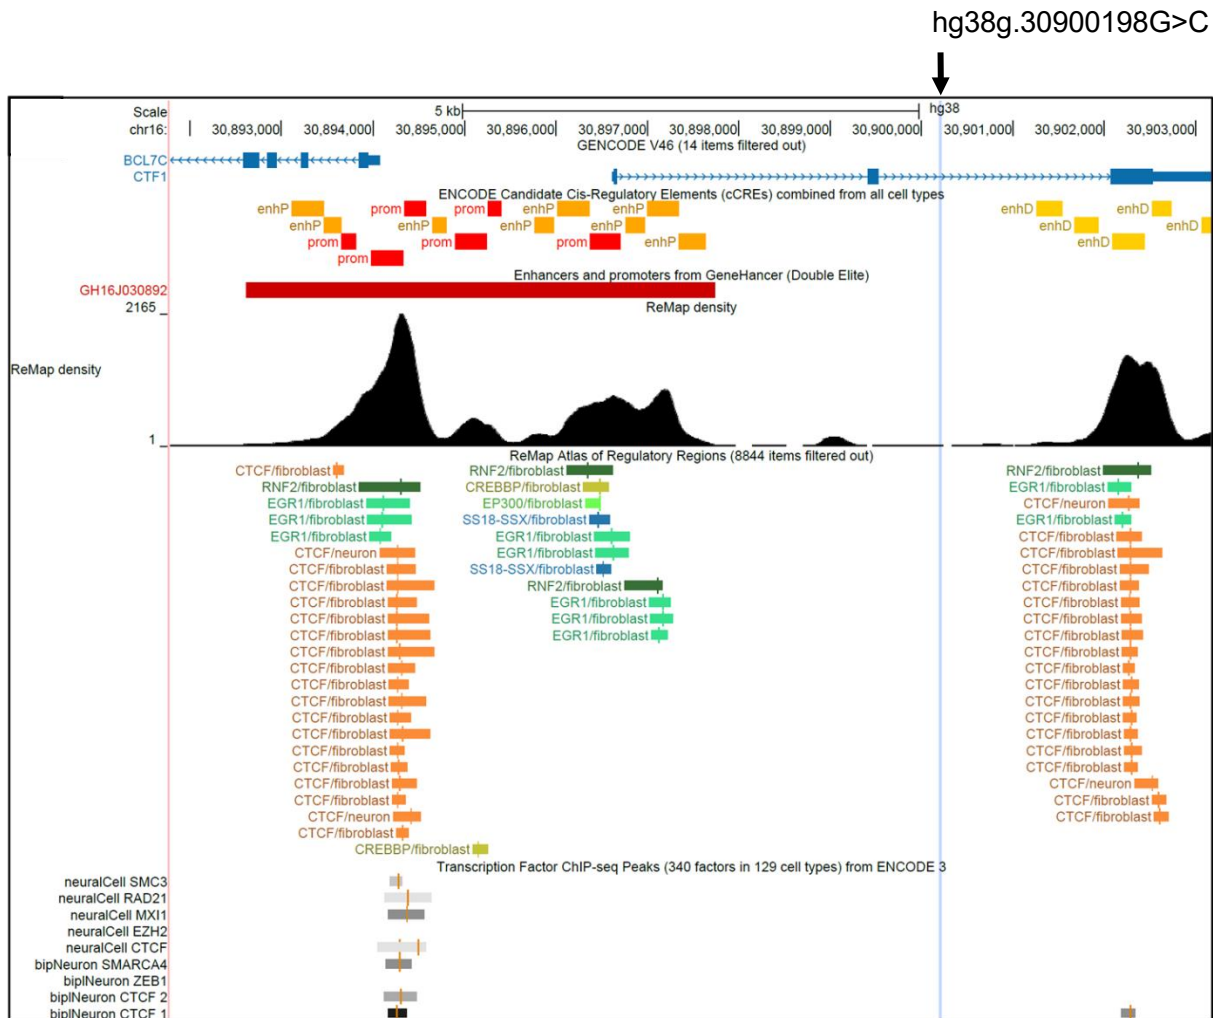 hg38g.30900198G>C
Scale 5 kb hg38
chr16: 30,893,000 30,894,000 30,895,000 30,896,000 30,897,000 30,898,000 30,899,000 30,900,000 30,901,000 30,902,000 30,903,000
GENCODE V46 (14 items filtered out)
BCL7C
CTF1
ENCODE Candidate Cis-Regulatory Elements (cCREs) combined from all cell types
enhP prom prom enhP enhP enhD enhD
enhP enhP enhP enhP enhD enhD
prom prom prom enhP enhD
prom
Enhancers and promoters from GeneHancer (Double Elite)
GH16J030892
2165 ReMap density
ReMap density
1
ReMap Atlas of Regulatory Regions (8844 items filtered out)
CTCF/fibroblast RNF2/fibroblast RNF2/fibroblast
RNF2/fibroblast CREBBP/fibroblast EGR1/fibroblast
EGR1/fibroblast EP300/fibroblast CTCF/neuron
EGR1/fibroblast SS18-SSX/fibroblast EGR1/fibroblast
EGR1/fibroblast EGR1/fibroblast CTCF/fibroblast
CTCF/neuron EGR1/fibroblast CTCF/fibroblast
CTCF/fibroblast SS18-SSX/fibroblast CTCF/fibroblast
CTCF/fibroblast RNF2/fibroblast CTCF/fibroblast
CTCF/fibroblast EGR1/fibroblast CTCF/fibroblast
CTCF/fibroblast EGR1/fibroblast CTCF/fibroblast
CTCF/fibroblast EGR1/fibroblast CTCF/fibroblast
CTCF/fibroblast CTCF/fibroblast
CTCF/fibroblast CTCF/fibroblast
CTCF/fibroblast CTCF/fibroblast
CTCF/fibroblast CTCF/fibroblast
CTCF/fibroblast CTCF/fibroblast
CTCF/fibroblast CTCF/fibroblast
CTCF/fibroblast CTCF/fibroblast
CTCF/fibroblast CTCF/fibroblast
CTCF/fibroblast CTCF/neuron
CTCF/fibroblast CTCF/fibroblast
CTCF/neuron CTCF/fibroblast
CTCF/fibroblast
CREBBP/fibroblast
Transcription Factor ChIP-seq Peaks (340 factors in 129 cell types) from ENCODE 3
neuralCell SMC3
neuralCell RAD21
neuralCell MXI1
neuralCell EZH2
neuralCell CTCF
biplNeuron SMARCA4
biplNeuron ZEB1
biplNeuron CTCF 2
biplNeuron CTCF 1